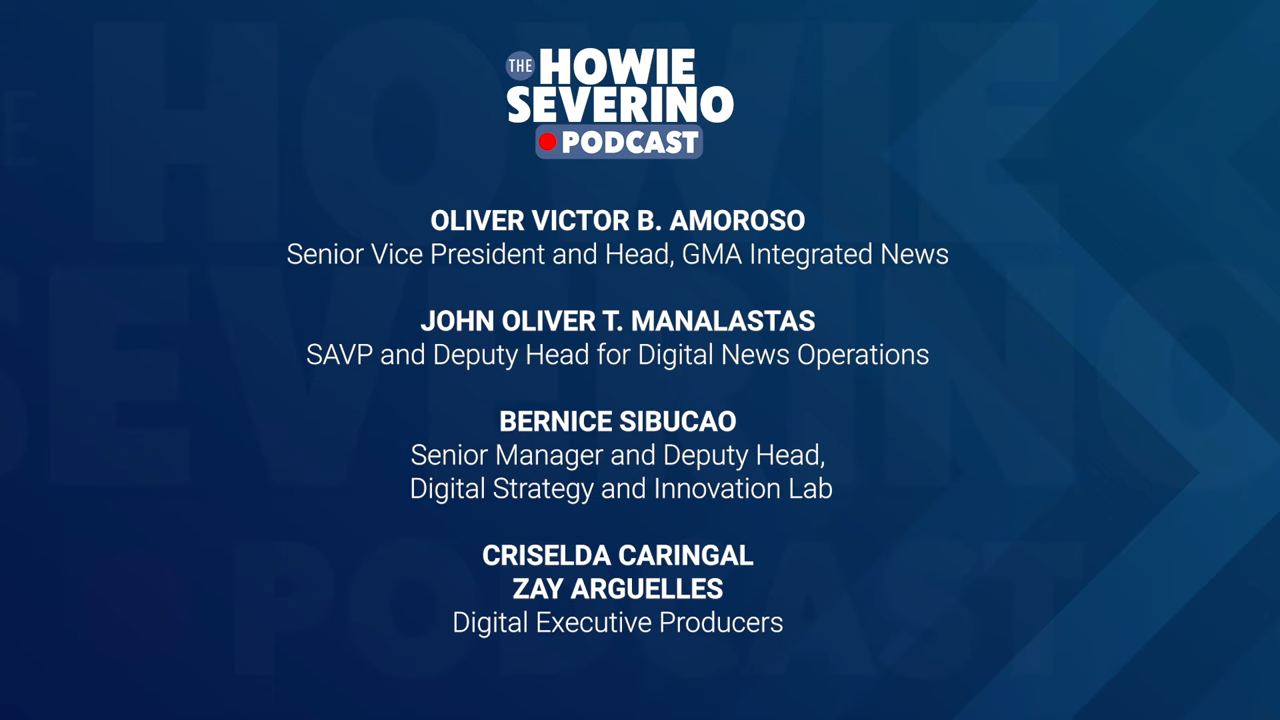 THE HOWIE
SEVERINO
PODCAST
OLIVER VICTOR B. AMOROSO
Senior Vice President and Head, GMA Integrated News
JOHN OLIVER T. MANALASTAS
SAVP and Deputy Head for Digital News Operations
BERNICE SIBUCAO
Senior Manager and Deputy Head,
Digital Strategy and Innovation Lab
CRISELDA CARINGAL
ZAY ARGUELLES
Digital Executive Producers